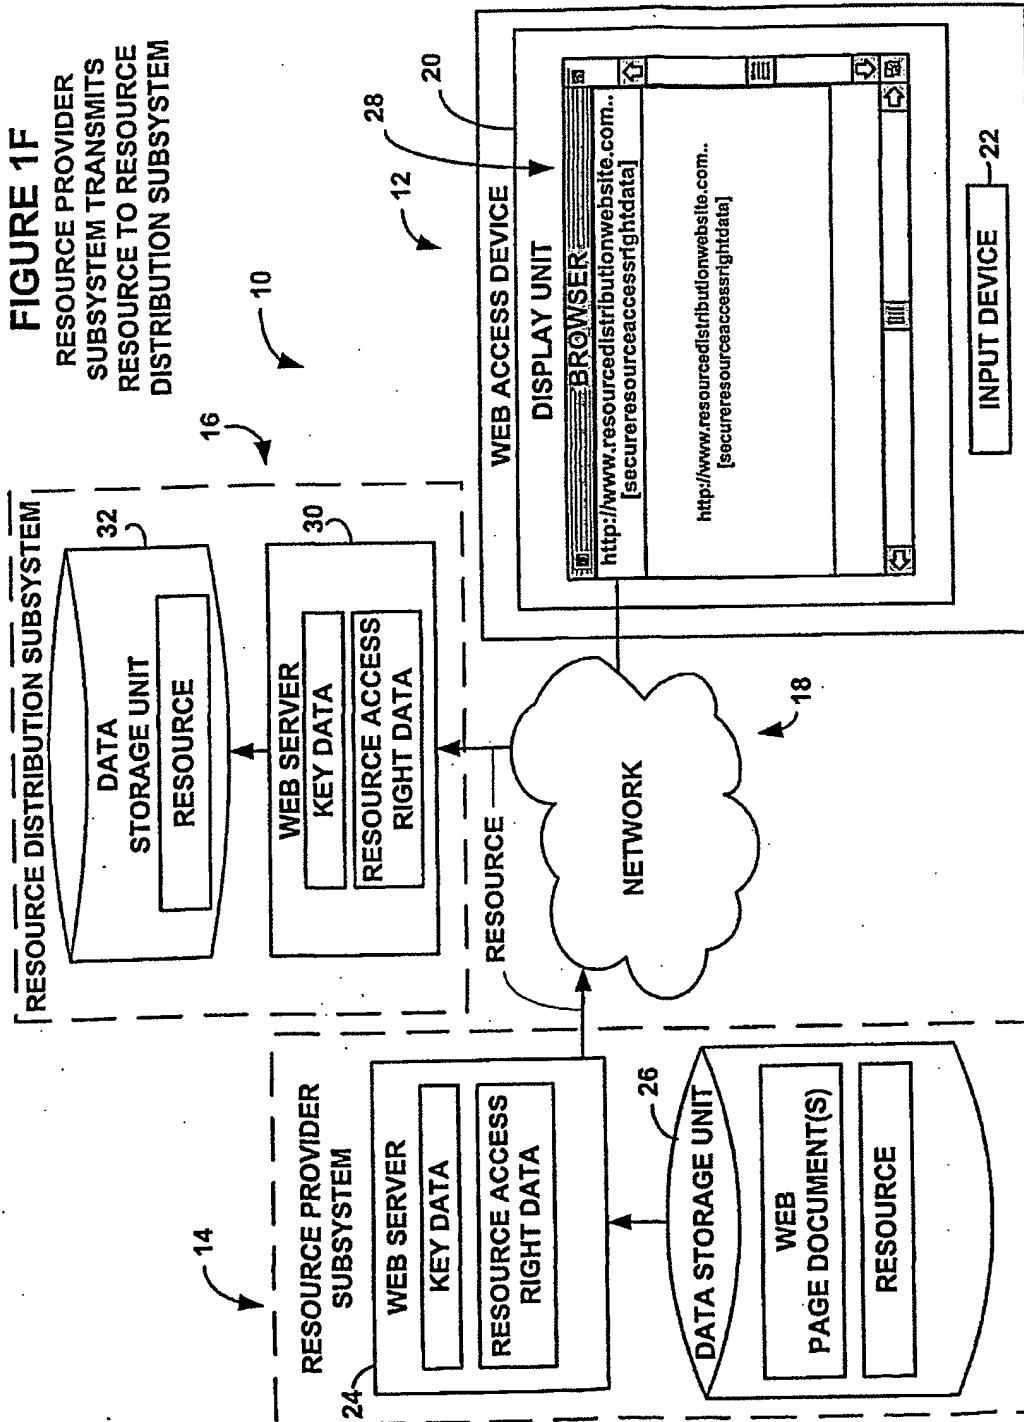 FIGURE 1F
RESOURCE PROVIDER
SUBSYSTEM TRANSMITS
RESOURCE TO RESOURCE
DISTRIBUTION SUBSYSTEM
10
16
RESOURCE DISTRIBUTION SUBSYSTEM
32
DATA
STORAGE UNIT
RESOURCE
30
WEB SERVER
KEY DATA
RESOURCE ACCESS
RIGHT DATA
RESOURCE
14
RESOURCE PROVIDER
SUBSYSTEM
24
WEB SERVER
KEY DATA
RESOURCE ACCESS
RIGHT DATA
26
DATA STORAGE UNIT
WEB
PAGE DOCUMENT(S)
RESOURCE
NETWORK
18
12
28
20
WEB ACCESS DEVICE
DISPLAY UNIT
BROWSER
http://www.resourcedistributionwebsite.com..
[secureresourceaccessrightdata]
http://www.resourcedistributionwebsite.com..
[secureresourceaccessrightdata]
INPUT DEVICE
22